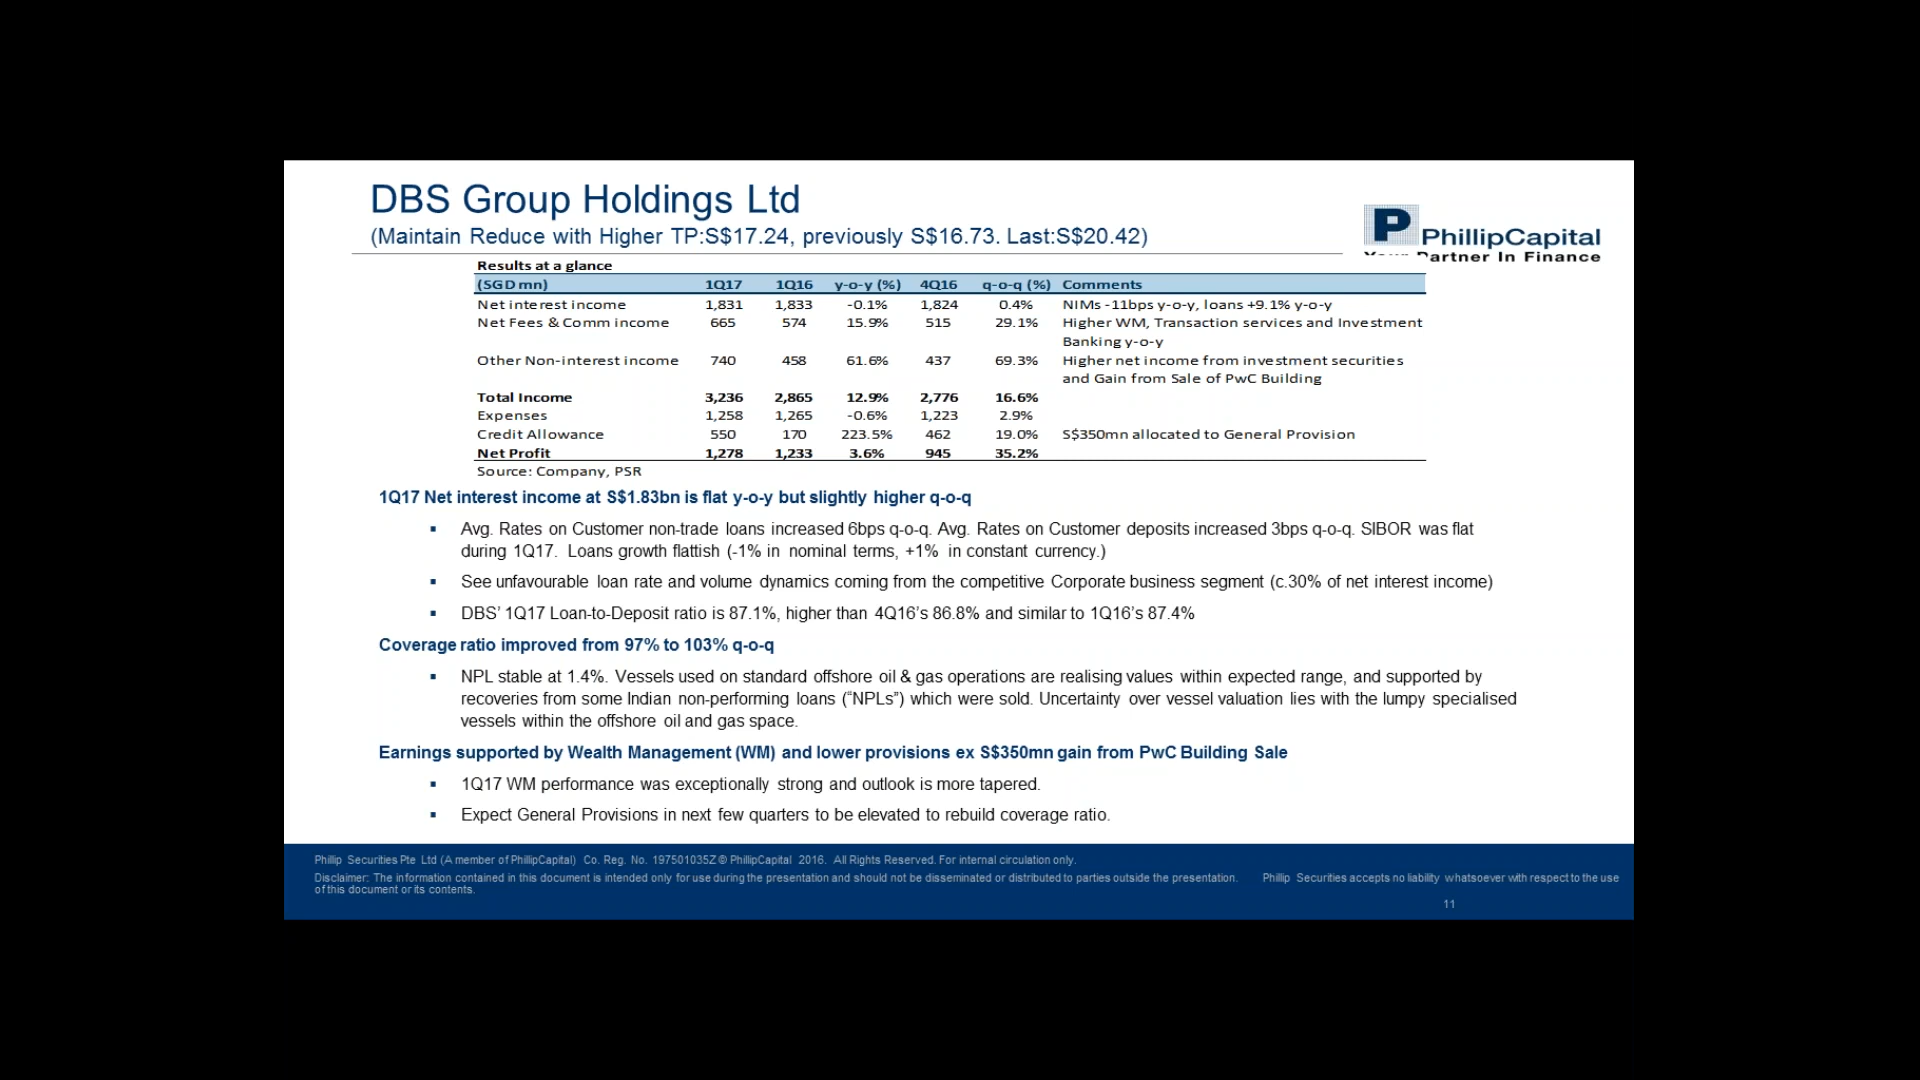 DBS Group Holdings Ltd
(Maintain Reduce with Higher TP:S$17.24, previously S$16.73. Last:S$20.42)
P PhillipCapital
Partner In Finance
Results at a glance
(SGD mn) 1Q17 1Q16 y-o-y (%) 4Q16 q-o-q (%) Comments
Net interest income 1,831 1,833 -0.1% 1,824 0.4% NIMs -11bps y-o-y, loans +9.1% y-o-y
Net Fees & Comm income 665 574 15.9% 515 29.1% Higher WM, Transaction services and Investment
Banking y-o-y
Other Non-interest income 740 458 61.6% 437 69.3% Higher net income from investment securities
and Gain from Sale of PwC Building
Total Income 3,236 2,865 12.9% 2,776 16.6%
Expenses 1,258 1,265 -0.6% 1,223 2.9%
Credit Allowance 550 170 223.5% 462 19.0% S$350mn allocated to General Provision
Net Profit 1,278 1,233 3.6% 945 35.2%
Source: Company, PSR
1Q17 Net interest income at S$1.83bn is flat y-o-y but slightly higher q-o-q
▪ Avg. Rates on Customer non-trade loans increased 6bps q-o-q. Avg. Rates on Customer deposits increased 3bps q-o-q. SIBOR was flat
during 1Q17. Loans growth flattish (-1% in nominal terms, +1% in constant currency.)
▪ See unfavourable loan rate and volume dynamics coming from the competitive Corporate business segment (c.30% of net interest income)
▪ DBS’ 1Q17 Loan-to-Deposit ratio is 87.1%, higher than 4Q16’s 86.8% and similar to 1Q16’s 87.4%
Coverage ratio improved from 97% to 103% q-o-q
▪ NPL stable at 1.4%. Vessels used on standard offshore oil & gas operations are realising values within expected range, and supported by
recoveries from some Indian non-performing loans (“NPLs”) which were sold. Uncertainty over vessel valuation lies with the lumpy specialised
vessels within the offshore oil and gas space.
Earnings supported by Wealth Management (WM) and lower provisions ex S$350mn gain from PwC Building Sale
▪ 1Q17 WM performance was exceptionally strong and outlook is more tapered.
▪ Expect General Provisions in next few quarters to be elevated to rebuild coverage ratio.
Phillip Securities Pte Ltd (A member of PhillipCapital) Co. Reg. No. 197501035Z © PhillipCapital 2016. All Rights Reserved. For internal circulation only.
Disclaimer: The information contained in this document is intended only for use during the presentation and should not be disseminated or distributed to parties outside the presentation. Phillip Securities accepts no liability whatsoever with respect to the use
of this document or its contents.
11